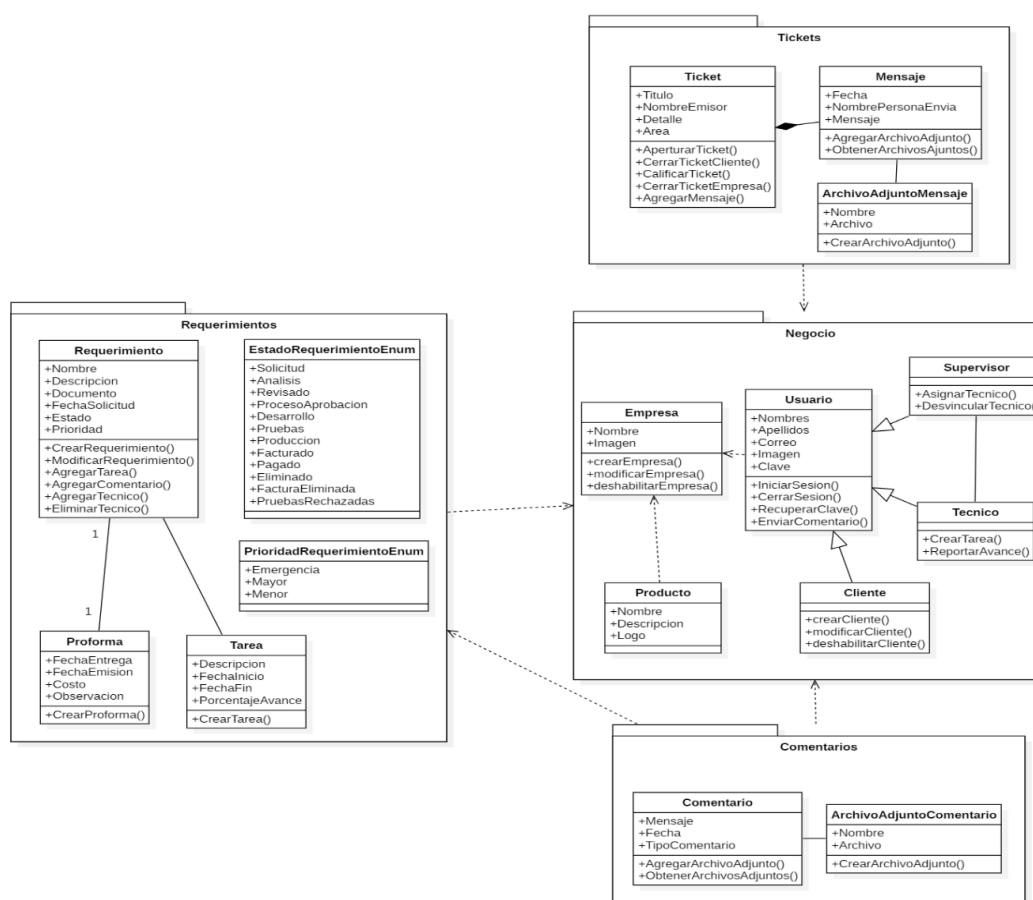 Tickets
Ticket
+Titulo
+NombreEmisor
+Detalle
+Area
+AperturarTicket()
+CerrarTicketCliente()
+CalificarTicket()
+CerrarTicketEmpresa()
+AgregarMensaje()
Mensaje
+Fecha
+NombrePersonaEnvia
+Mensaje
+AgregarArchivoAdjunto()
+ObtenerArchivosAjuntos()
ArchivoAdjuntoMensaje
+Nombre
+Archivo
+CrearArchivoAdjunto()
Requerimientos
Requerimiento
+Nombre
+Descripcion
+Documento
+FechaSolicitud
+Estado
+Prioridad
+CrearRequerimiento()
+ModificarRequerimiento()
+AgregarTarea()
+AgregarComentario()
+AgregarTecnico()
+EliminarTecnico()
EstadoRequerimientoEnum
+Solicitud
+Analisis
+Revisado
+ProcesoAprobacion
+Desarrollo
+Pruebas
+Produccion
+Facturado
+Pagado
+Eliminado
+FacturaEliminada
+PruebasRechazadas
PrioridadRequerimientoEnum
+Emergencia
+Mayor
+Menor
1
1
Proforma
+FechaEntrega
+FechaEmision
+Costo
+Observacion
+CrearProforma()
Tarea
+Descripcion
+FechaInicio
+FechaFin
+PorcentajeAvance
+CrearTarea()
Negocio
Empresa
+Nombre
+Imagen
+crearEmpresa()
+modificarEmpresa()
+deshabilitarEmpresa()
Usuario
+Nombres
+Apellidos
+Correo
+Imagen
+Clave
+IniciarSesion()
+CerrarSesion()
+RecuperarClave()
+EnviarComentario()
Supervisor
+AsignarTecnico()
+DesvincularTecnico()
Tecnico
+CrearTarea()
+ReportarAvance()
Producto
+Nombre
+Descripcion
+Logo
Cliente
+crearCliente()
+modificarCliente()
+deshabilitarCliente()
Comentarios
Comentario
+Mensaje
+Fecha
+TipoComentario
+AgregarArchivoAdjunto()
+ObtenerArchivosAdjuntos()
ArchivoAdjuntoComentario
+Nombre
+Archivo
+CrearArchivoAdjunto()